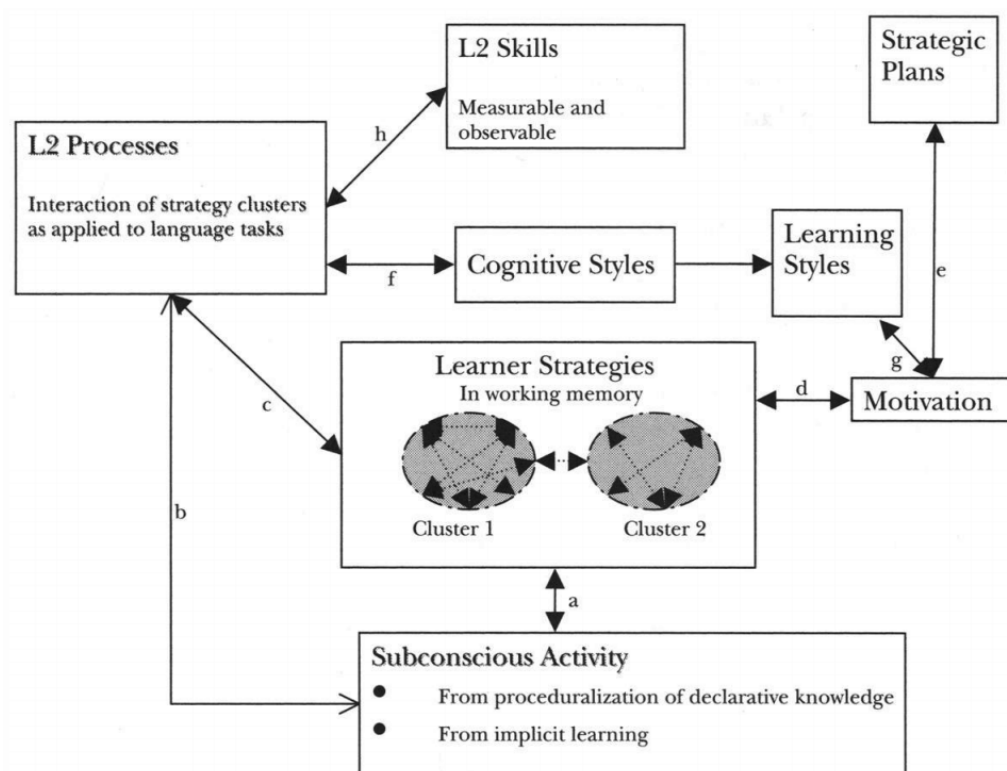 L2 Skills
Measurable and
observable
Strategic
Plans
L2 Processes
Interaction of strategy clusters
as applied to language tasks
h
f
Cognitive Styles
Learning
Styles
e
g
Learner Strategies
In working memory
c
d
Motivation
Cluster 1
Cluster 2
b
a
Subconscious Activity
● From proceduralization of declarative knowledge
● From implicit learning